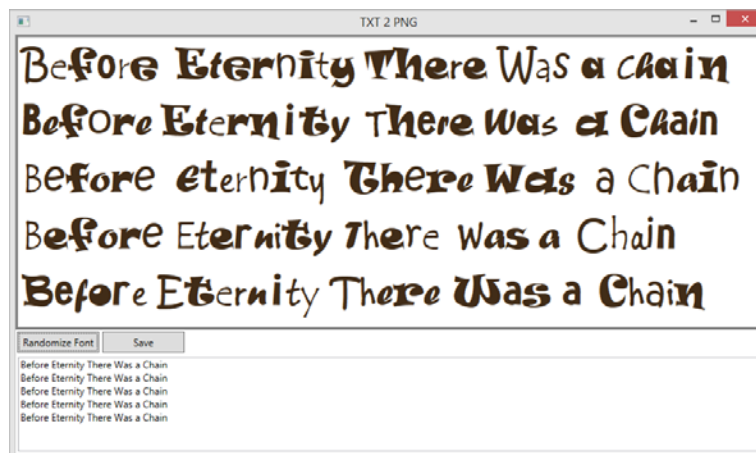 TXT 2 PNG
Before Eternity There Was a chain
Before Eternity There Was a Chain
Before eternity There Was a Chain
Before Eternity There Was a Chain
Before Eternity There Was a Chain
Randomize Font Save
Before Eternity There Was a Chain
Before Eternity There Was a Chain
Before Eternity There Was a Chain
Before Eternity There Was a Chain
Before Eternity There Was a Chain